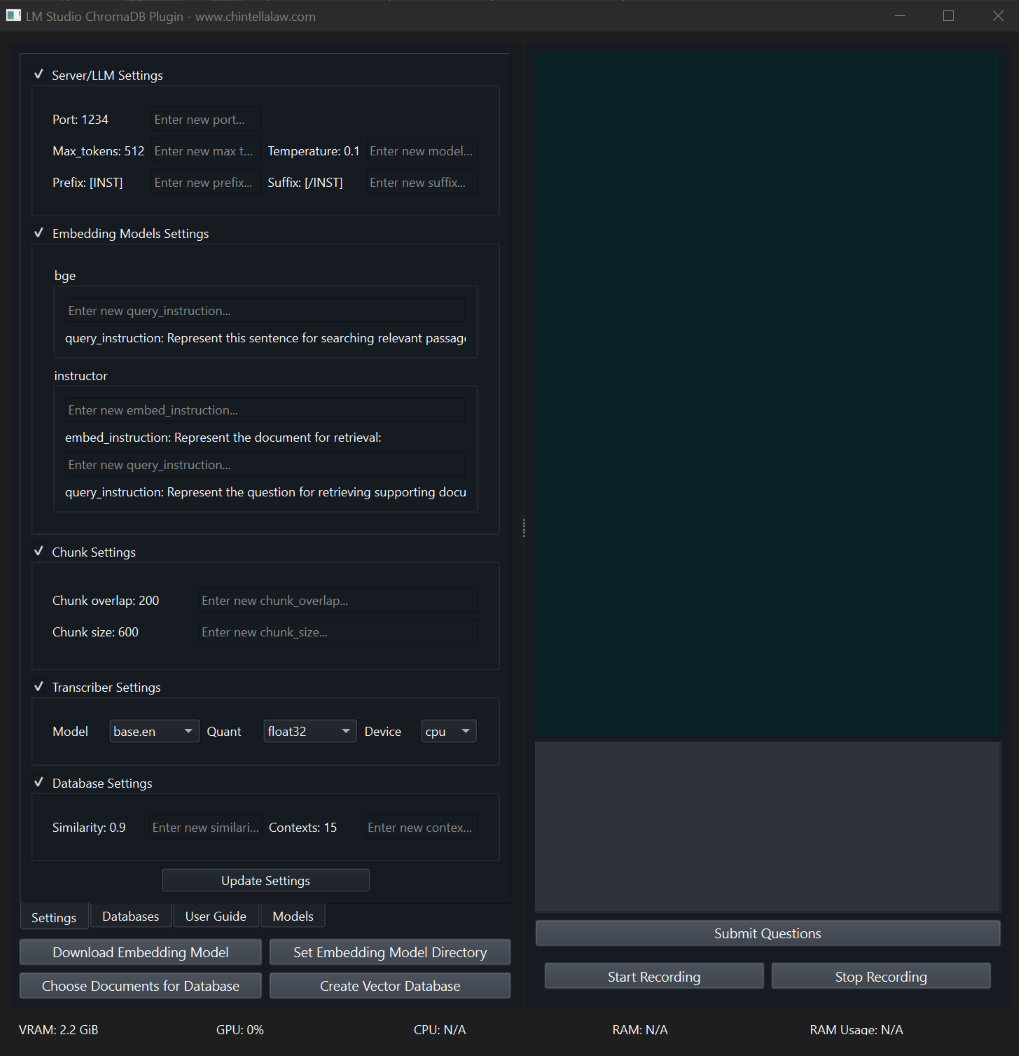 LM Studio ChromaDB Plugin - www.chintellalaw.com
Server/LLM Settings
Port: 1234 Enter new port...
Max_tokens: 512 Enter new max t... Temperature: 0.1 Enter new model...
Prefix: [INST] Enter new prefix... Suffix: [/INST] Enter new suffix...
Embedding Models Settings
bge
Enter new query_instruction...
query_instruction: Represent this sentence for searching relevant passage
instructor
Enter new embed_instruction...
embed_instruction: Represent the document for retrieval:
Enter new query_instruction...
query_instruction: Represent the question for retrieving supporting docu
Chunk Settings
Chunk overlap: 200 Enter new chunk_overlap...
Chunk size: 600 Enter new chunk_size...
Transcriber Settings
Model base.en Quant float32 Device cpu
Database Settings
Similarity: 0.9 Enter new similari... Contexts: 15 Enter new contex...
Update Settings
Settings Databases User Guide Models
Download Embedding Model Set Embedding Model Directory
Choose Documents for Database Create Vector Database
Submit Questions
Start Recording Stop Recording
VRAM: 2.2 GiB GPU: 0% CPU: N/A RAM: N/A RAM Usage: N/A